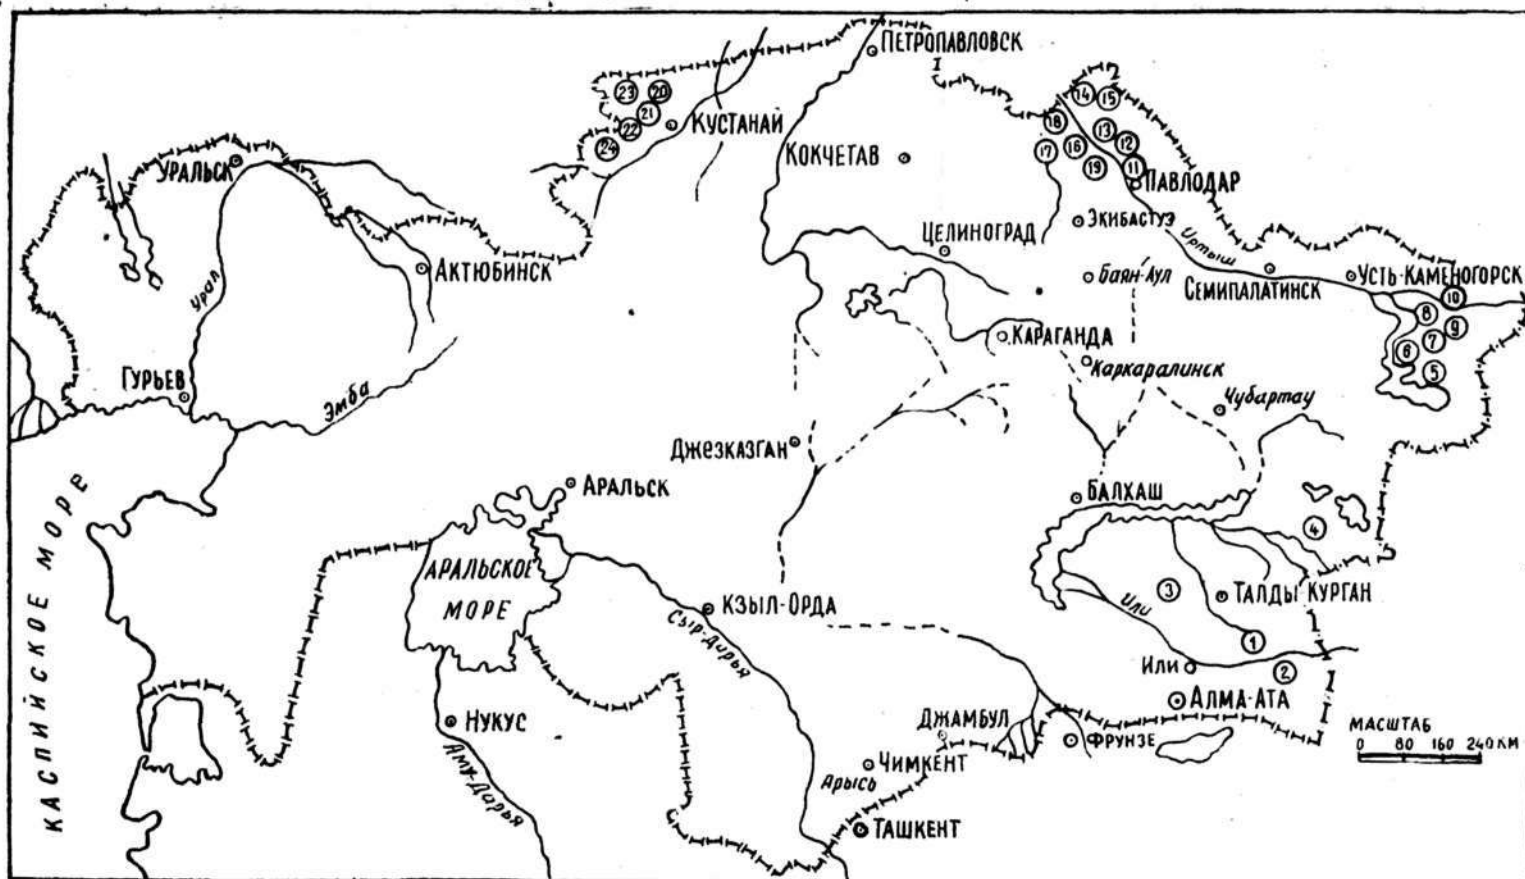 ПЕТРОПАВЛОВСК
КУСТАНАЙ
КОКЧЕТАВ
УРАЛЬСК
ПАВЛОДАР
ЭКИБАСТУЗ
ЦЕЛИНОГРАД
Иртыш
АКТЮБИНСК
Баян-Аул
СЕМИПАЛАТИНСК
УСТЬ-КАМЕНОГОРСК
Урал
КАРАГАНДА
Каркаралинск
ГУРЬЕВ
Эмба
Чубартау
ДЖЕЗКАЗГАН
АРАЛЬСК
БАЛХАШ
КАСПИЙСКОЕ МОРЕ
АРАЛЬСКОЕ
МОРЕ
КЗЫЛ-ОРДА
Сыр-Дарья
Или
ТАЛДЫ КУРГАН
ИЛИ
АЛМА-АТА
НУКУС
Аму-Дарья
ДЖАМБУЛ
ФРУНЗЕ
ЧИМКЕНТ
Арысь
ТАШКЕНТ
МАСШТАБ
0 80 160 240 КМ
23 20
21
22
24
14 15
18
13
12
17 16
19
11
10
8
9
7
6
5
4
3
1
2